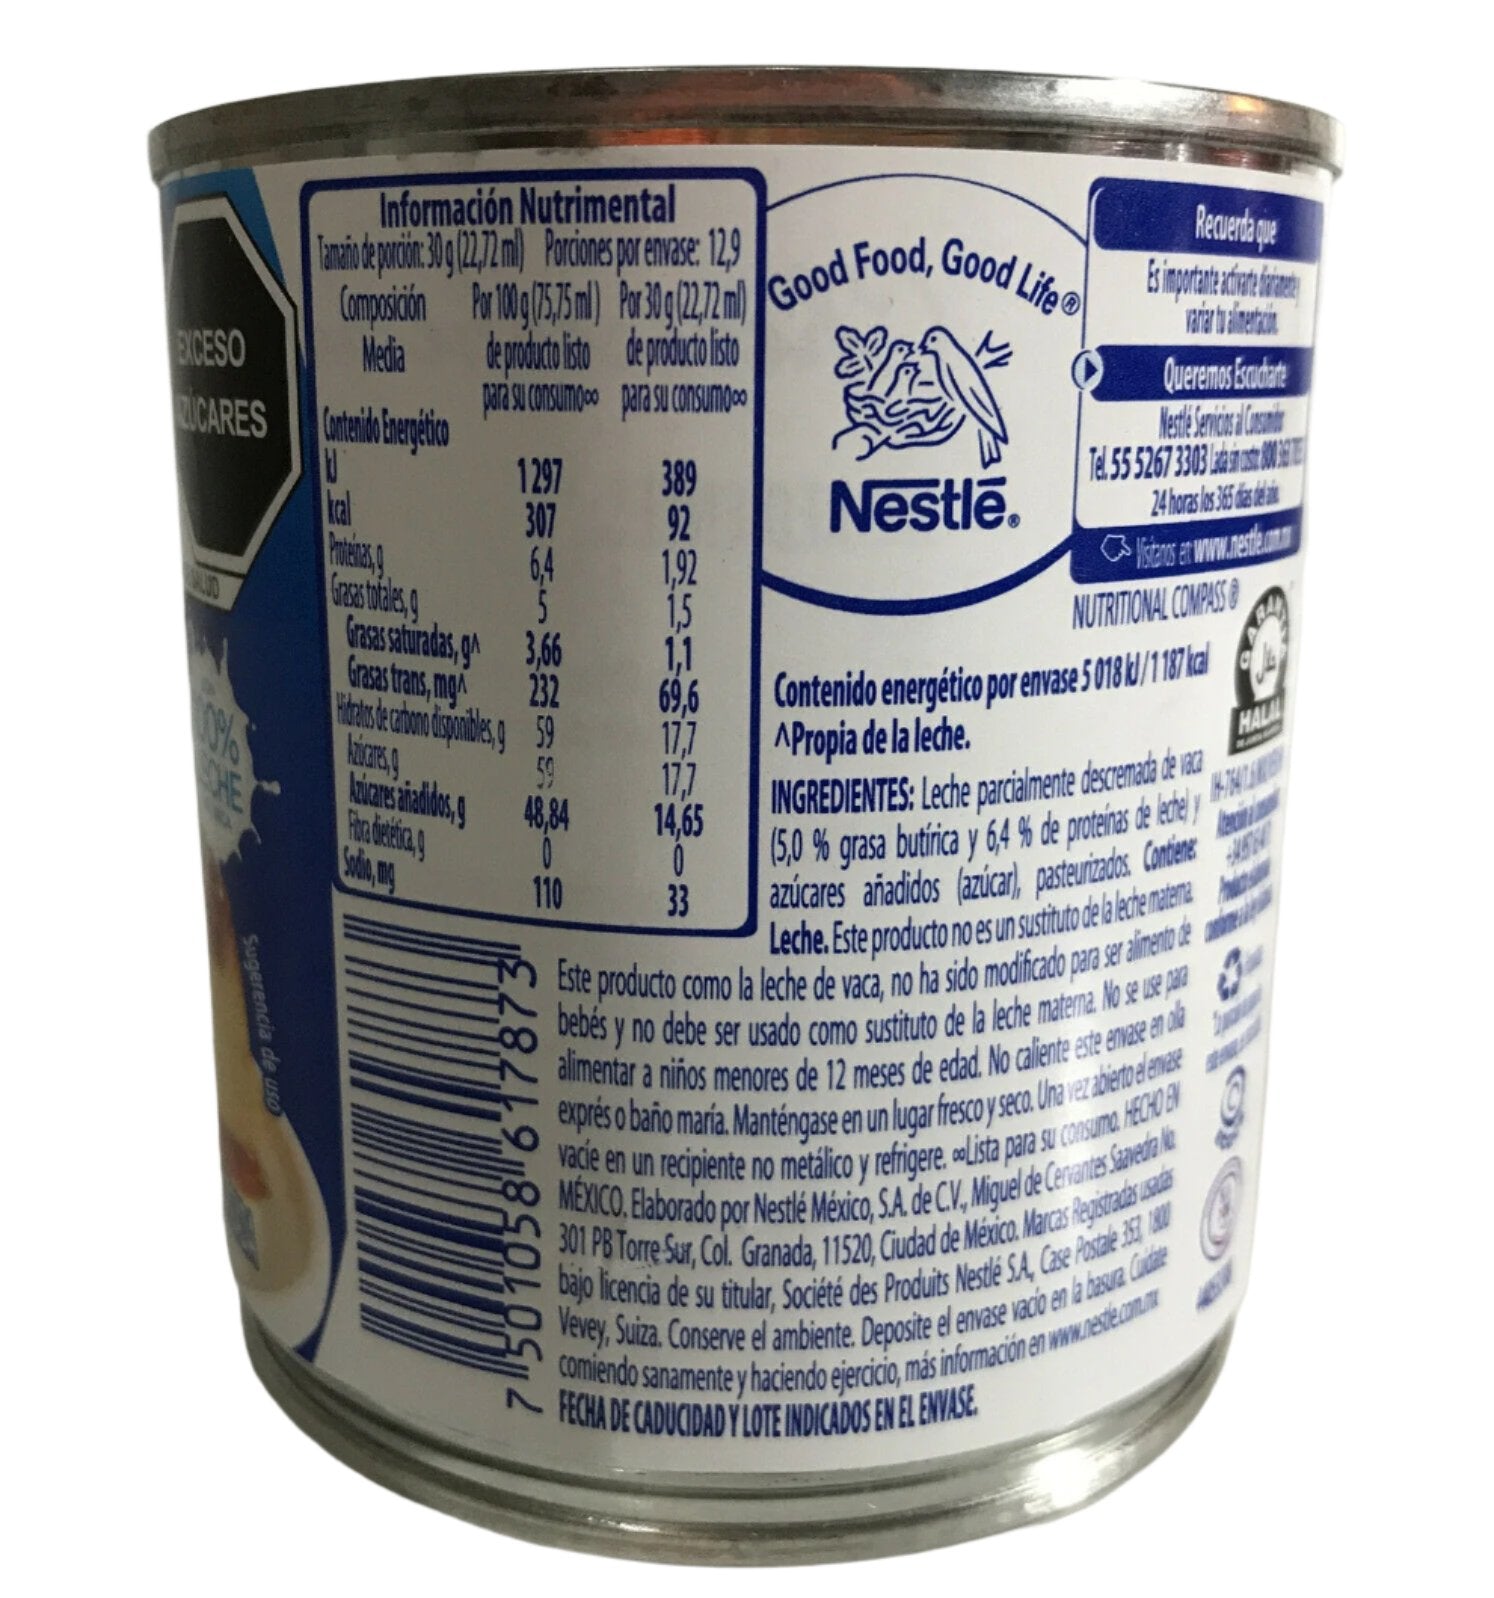 EXCESO
AZÚCARES
SALUD
LECHE
Sugerencia de uso
Información Nutrimental
Tamaño de porción: 30 g (22,72 ml) Porciones por envase: 12,9
Composición Por 100 g (75,75 ml) Por 30 g (22,72 ml)
Media de producto listo de producto listo
para su consumo∞ para su consumo∞
Contenido Energético
kJ 1 297 389
kcal 307 92
Proteínas, g 6,4 1,92
Grasas totales, g 5 1,5
Grasas saturadas, g^ 3,66 1,1
Grasas trans, mg^ 232 69,6
Hidratos de carbono disponibles, g 59 17,7
Azúcares, g 59 17,7
Azúcares añadidos, g 48,84 14,65
Fibra dietética, g 0 0
Sodio, mg 110 33
Good Food, Good Life®
Nestlé®
Recuerda que
Es importante activarte diariamente y
variar tu alimentación.
Queremos Escucharte
Nestlé Servicios al Consumidor
Tel. 55 5267 3303 Lada sin costo: 800
24 horas los 365 días del año.
Visítanos en: www.nestle.com.mx
NUTRITIONAL COMPASS ®
HALAL
Contenido energético por envase 5 018 kJ / 1 187 kcal
^Propia de la leche.
INGREDIENTES: Leche parcialmente descremada de vaca
(5,0 % grasa butírica y 6,4 % de proteínas de leche) y
azúcares añadidos (azúcar), pasteurizados. Contiene:
Leche. Este producto no es un sustituto de la leche materna.
Este producto como la leche de vaca, no ha sido modificado para ser alimento de
bebés y no debe ser usado como sustituto de la leche materna. No se use para
alimentar a niños menores de 12 meses de edad. No caliente este envase en olla
exprés o baño maría. Manténgase en un lugar fresco y seco. Una vez abierto el envase
vacíe en un recipiente no metálico y refrigere. ∞Lista para su consumo. HECHO EN
MÉXICO. Elaborado por Nestlé México, S.A. de C.V., Miguel de Cervantes Saavedra No.
301 PB Torre Sur, Col. Granada, 11520, Ciudad de México. Marcas Registradas usadas
bajo licencia de su titular, Société des Produits Nestlé S.A., Case Postale 353, 1800
Vevey, Suiza. Conserve el ambiente. Deposite el envase vacío en la basura. Cuídate
comiendo sanamente y haciendo ejercicio, más información en www.nestle.com.mx
FECHA DE CADUCIDAD Y LOTE INDICADOS EN EL ENVASE.
7 501058 617873